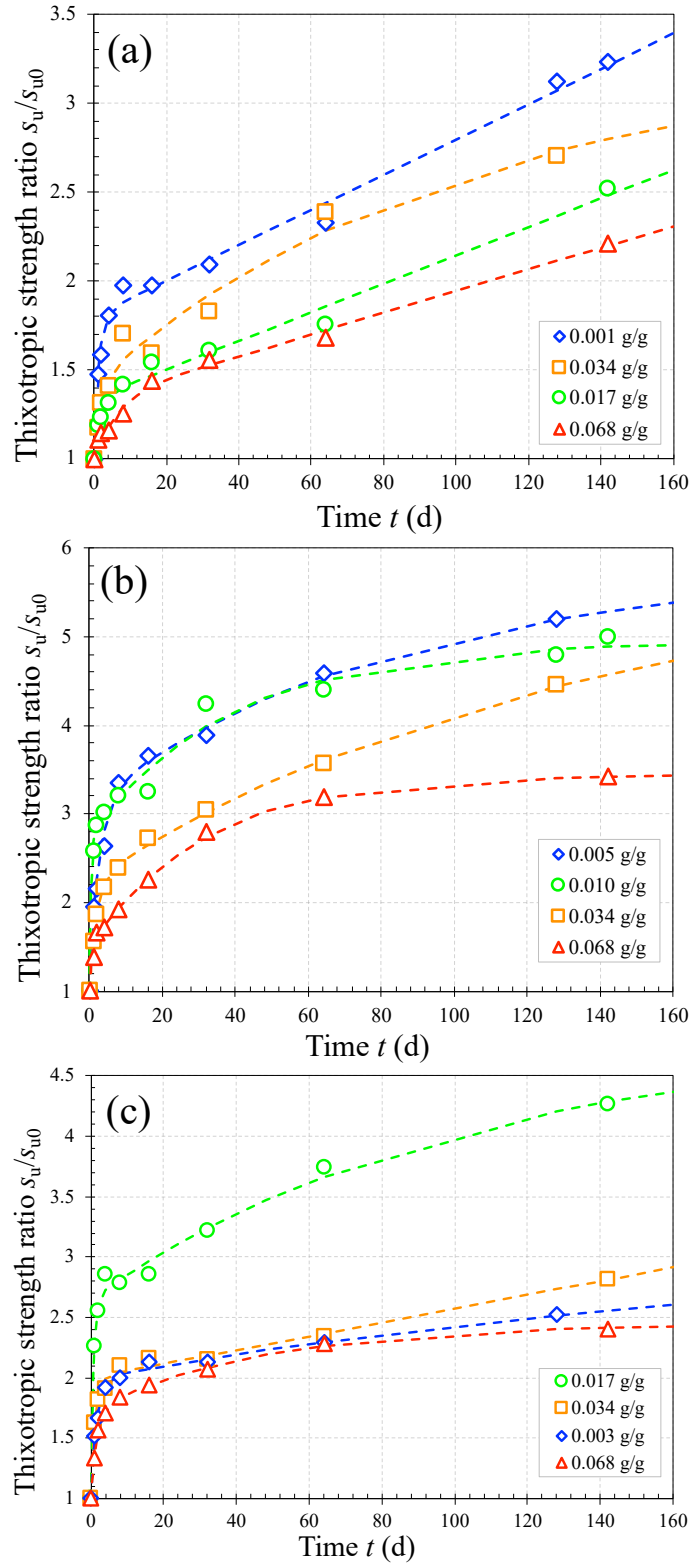 (a)
Thixotropic strength ratio su/su0
3.5
3
2.5
2
1.5
1
0 20 40 60 80 100 120 140 160
Time t (d)
0.001 g/g
0.034 g/g
0.017 g/g
0.068 g/g
(b)
Thixotropic strength ratio su/su0
6
5
4
3
2
1
0 20 40 60 80 100 120 140 160
Time t (d)
0.005 g/g
0.010 g/g
0.034 g/g
0.068 g/g
(c)
Thixotropic strength ratio su/su0
4.5
4
3.5
3
2.5
2
1.5
1
0 20 40 60 80 100 120 140 160
Time t (d)
0.017 g/g
0.034 g/g
0.003 g/g
0.068 g/g